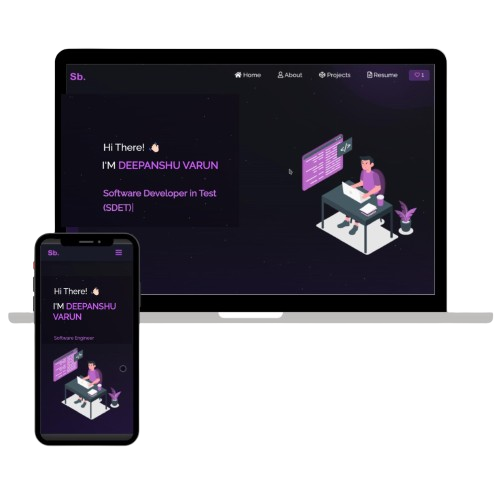 Sb.
Home
About
Projects
Resume
1
Hi There!
I'M DEEPANSHU VARUN
Software Developer in Test
(SDET)|
</>
Sb.
Hi There!
I'M DEEPANSHU
VARUN
Software Engineer